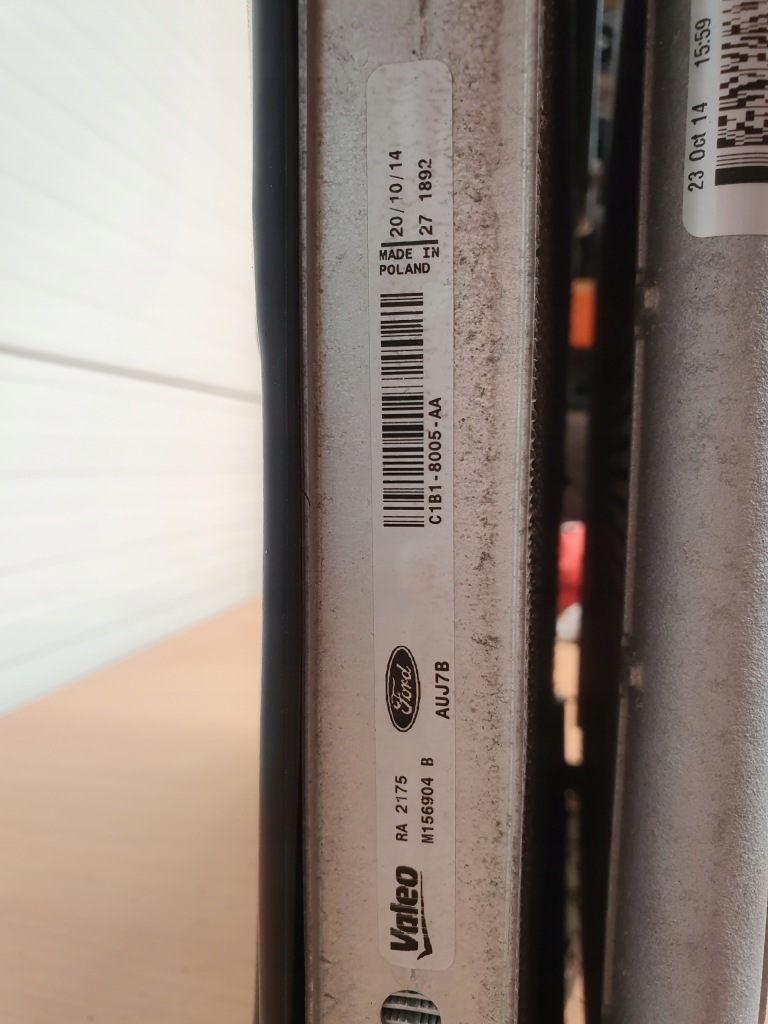 Valeo
RA 2175
M156904 B
Ford
AUJ7B
C1B1-8005-AA
MADE IN
POLAND
20/10/14
27 1892
23 Oct 14 15:59